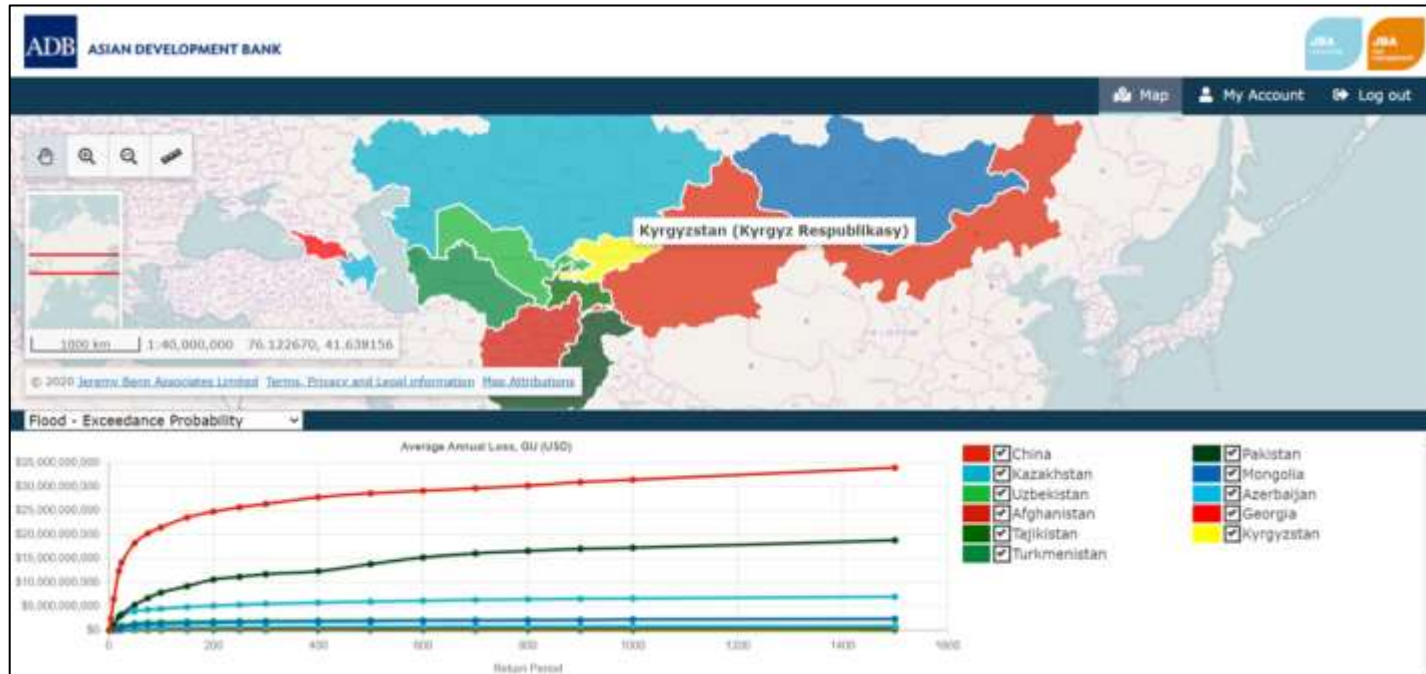 ADB ASIAN DEVELOPMENT BANK
JBA
JBA
Map My Account Log out
Kyrgyzstan (Kyrgyz Respublikasy)
1000 km 1:40,000,000 76.122670, 41.638156
© 2020 Jeremy Benn Associates Limited Terms, Privacy and Legal information Map Attributions
Flood - Exceedance Probability
Average Annual Loss, GU (USD)
$35,000,000,000
$30,000,000,000
$25,000,000,000
$20,000,000,000
$15,000,000,000
$10,000,000,000
$5,000,000,000
$0
0 200 400 600 800 1000 1200 1400 1600
Return Period
China
Kazakhstan
Uzbekistan
Afghanistan
Tajikistan
Turkmenistan
Pakistan
Mongolia
Azerbaijan
Georgia
Kyrgyzstan